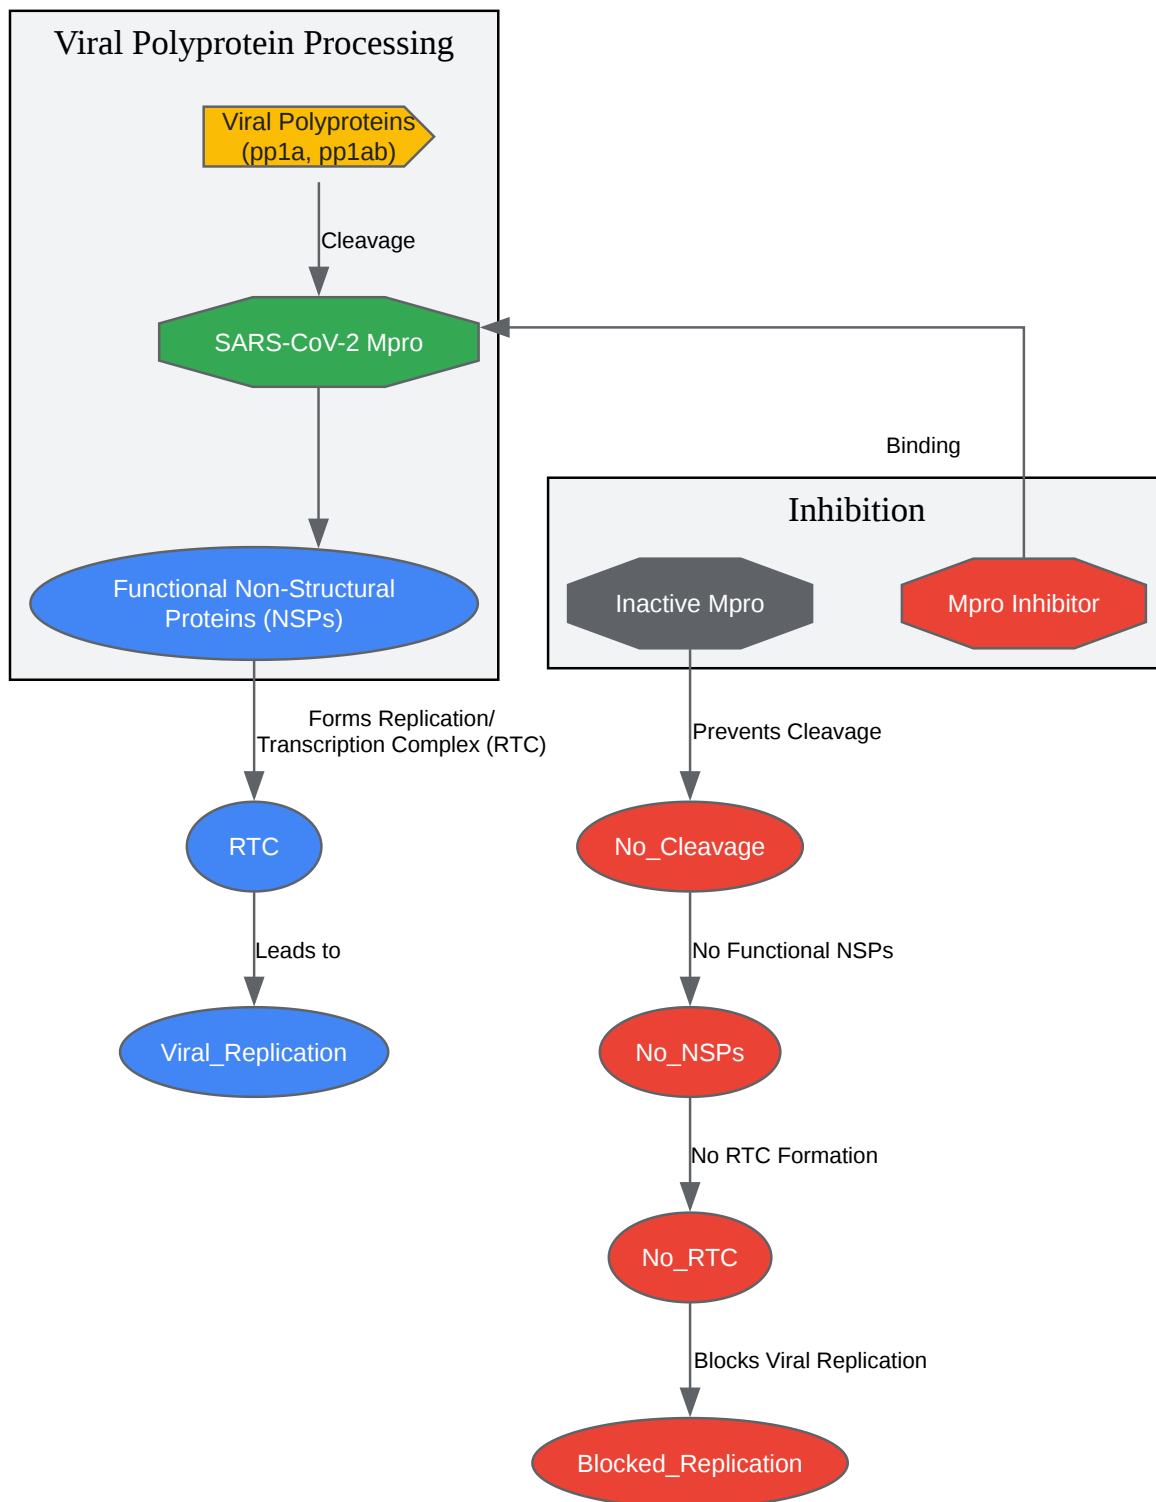 Viral Polyprotein Processing
Viral Polyproteins
(pp1a, pp1ab)
Cleavage
SARS-CoV-2 Mpro
Binding
Inhibition
Functional Non-Structural
Proteins (NSPs)
Inactive Mpro
Mpro Inhibitor
Forms Replication/
Transcription Complex (RTC)
Prevents Cleavage
RTC
No_Cleavage
Leads to
No Functional NSPs
Viral_Replication
No_NSPs
No RTC Formation
No_RTC
Blocks Viral Replication
Blocked_Replication